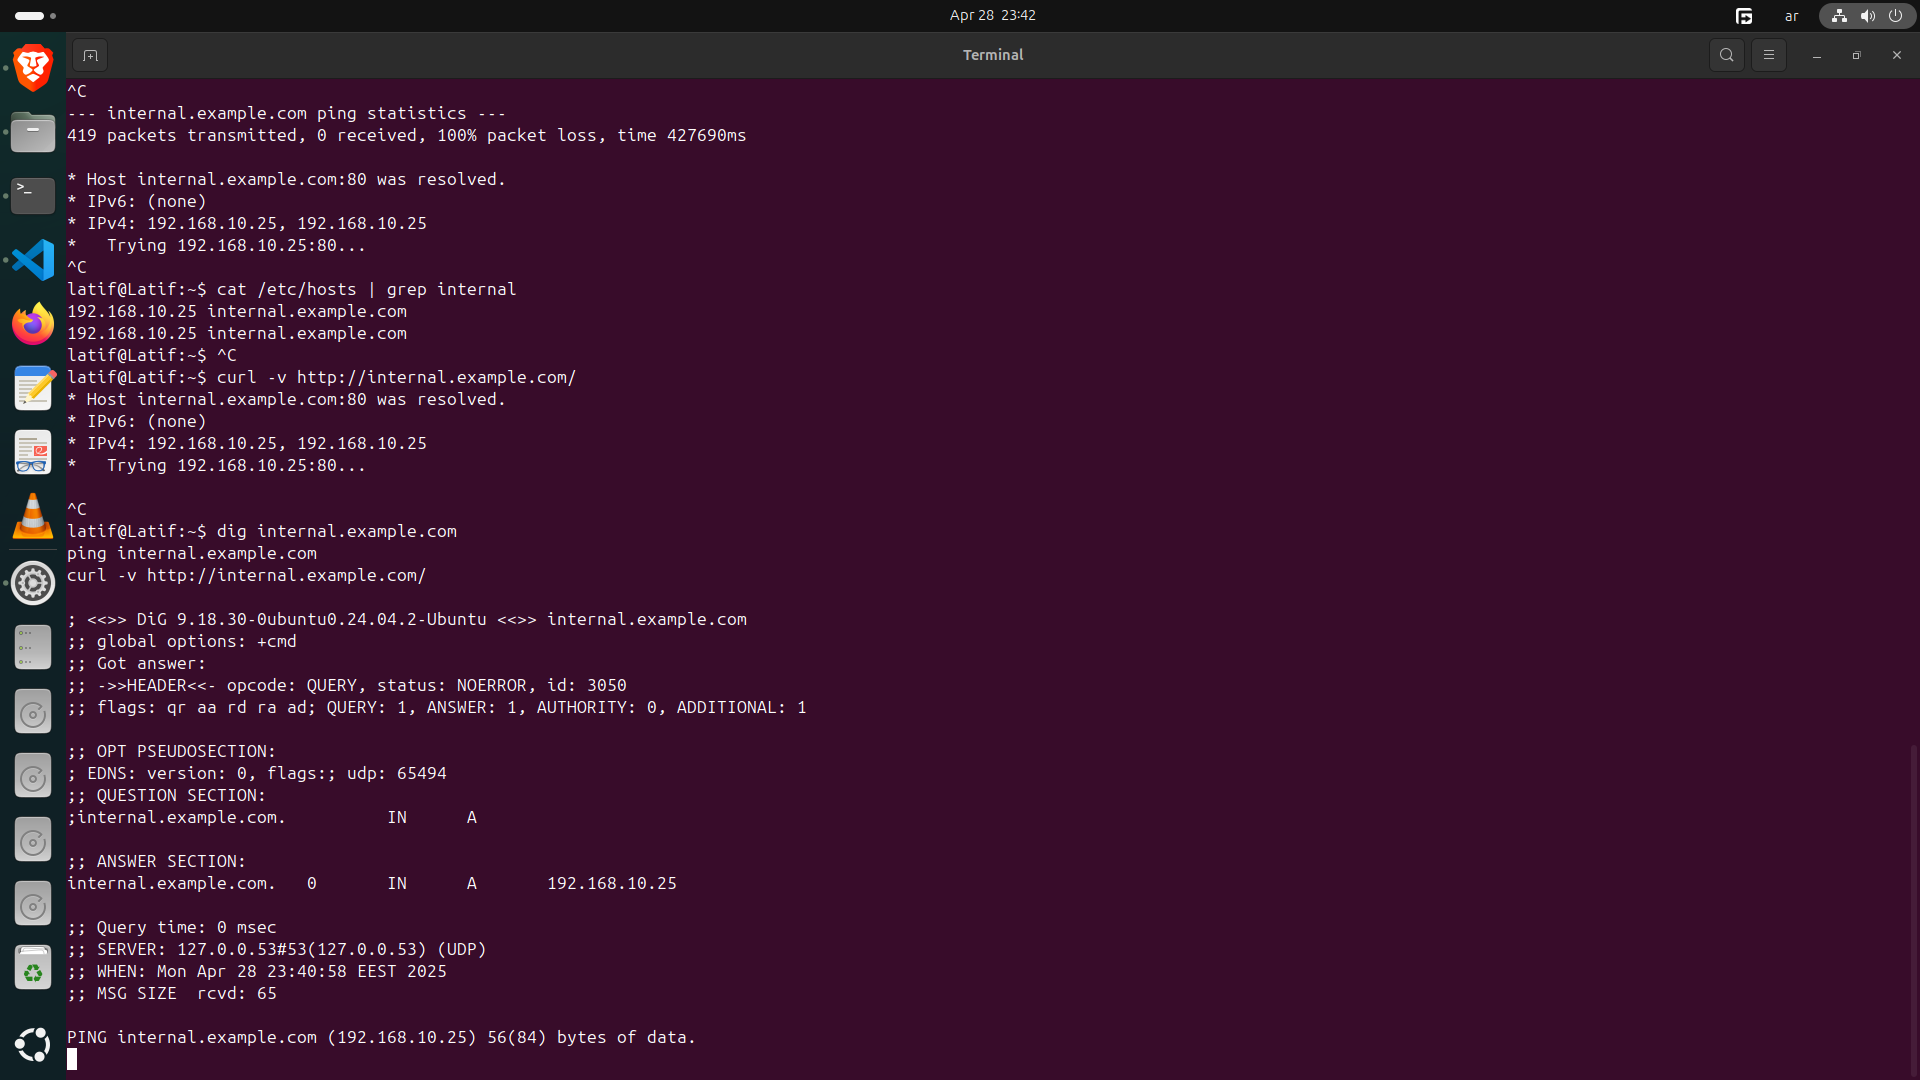 Apr 28 23:42
ar
Terminal
^C
--- internal.example.com ping statistics ---
419 packets transmitted, 0 received, 100% packet loss, time 427690ms
* Host internal.example.com:80 was resolved.
* IPv6: (none)
* IPv4: 192.168.10.25, 192.168.10.25
*   Trying 192.168.10.25:80...
^C
latif@Latif:~$ cat /etc/hosts | grep internal
192.168.10.25 internal.example.com
192.168.10.25 internal.example.com
latif@Latif:~$ ^C
latif@Latif:~$ curl -v http://internal.example.com/
* Host internal.example.com:80 was resolved.
* IPv6: (none)
* IPv4: 192.168.10.25, 192.168.10.25
*   Trying 192.168.10.25:80...
^C
latif@Latif:~$ dig internal.example.com
ping internal.example.com
curl -v http://internal.example.com/
; <<>> DiG 9.18.30-0ubuntu0.24.04.2-Ubuntu <<>> internal.example.com
;; global options: +cmd
;; Got answer:
;; ->>HEADER<<- opcode: QUERY, status: NOERROR, id: 3050
;; flags: qr aa rd ra ad; QUERY: 1, ANSWER: 1, AUTHORITY: 0, ADDITIONAL: 1
;; OPT PSEUDOSECTION:
; EDNS: version: 0, flags:; udp: 65494
;; QUESTION SECTION:
;internal.example.com.          IN      A
;; ANSWER SECTION:
internal.example.com.   0       IN      A       192.168.10.25
;; Query time: 0 msec
;; SERVER: 127.0.0.53#53(127.0.0.53) (UDP)
;; WHEN: Mon Apr 28 23:40:58 EEST 2025
;; MSG SIZE  rcvd: 65
PING internal.example.com (192.168.10.25) 56(84) bytes of data.